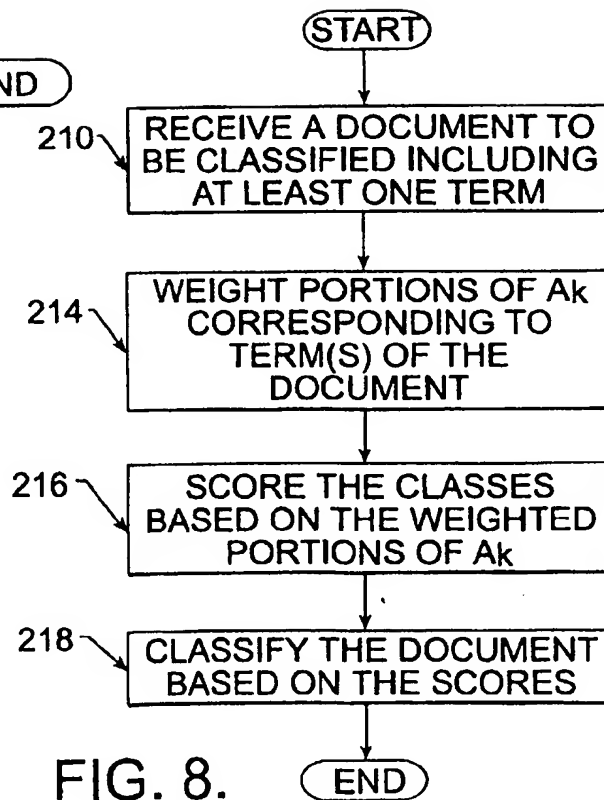 START
ND
210
RECEIVE A DOCUMENT TO
BE CLASSIFIED INCLUDING
AT LEAST ONE TERM
214
WEIGHT PORTIONS OF Ak
CORRESPONDING TO
TERM(S) OF THE
DOCUMENT
216
SCORE THE CLASSES
BASED ON THE WEIGHTED
PORTIONS OF Ak
218
CLASSIFY THE DOCUMENT
BASED ON THE SCORES
FIG. 8.
END